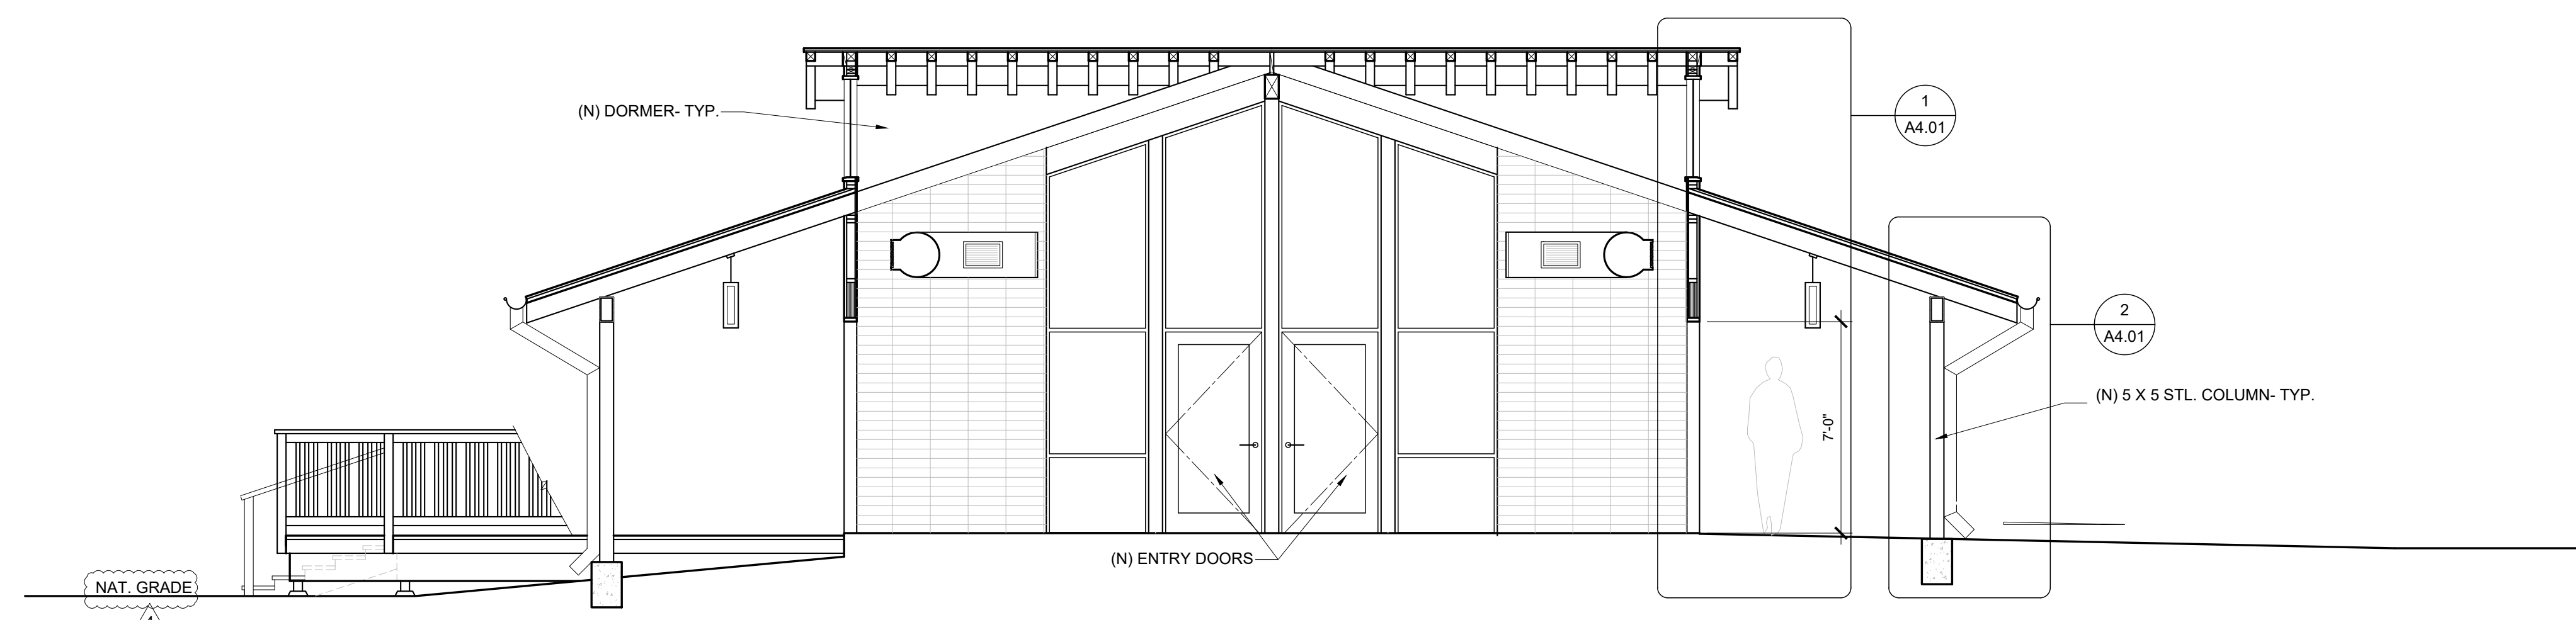 (N) DORMER- TYP.
1
A4.01
2
A4.01
(N) 5 X 5 STL. COLUMN- TYP.
7'-0"
(N) ENTRY DOORS
NAT. GRADE